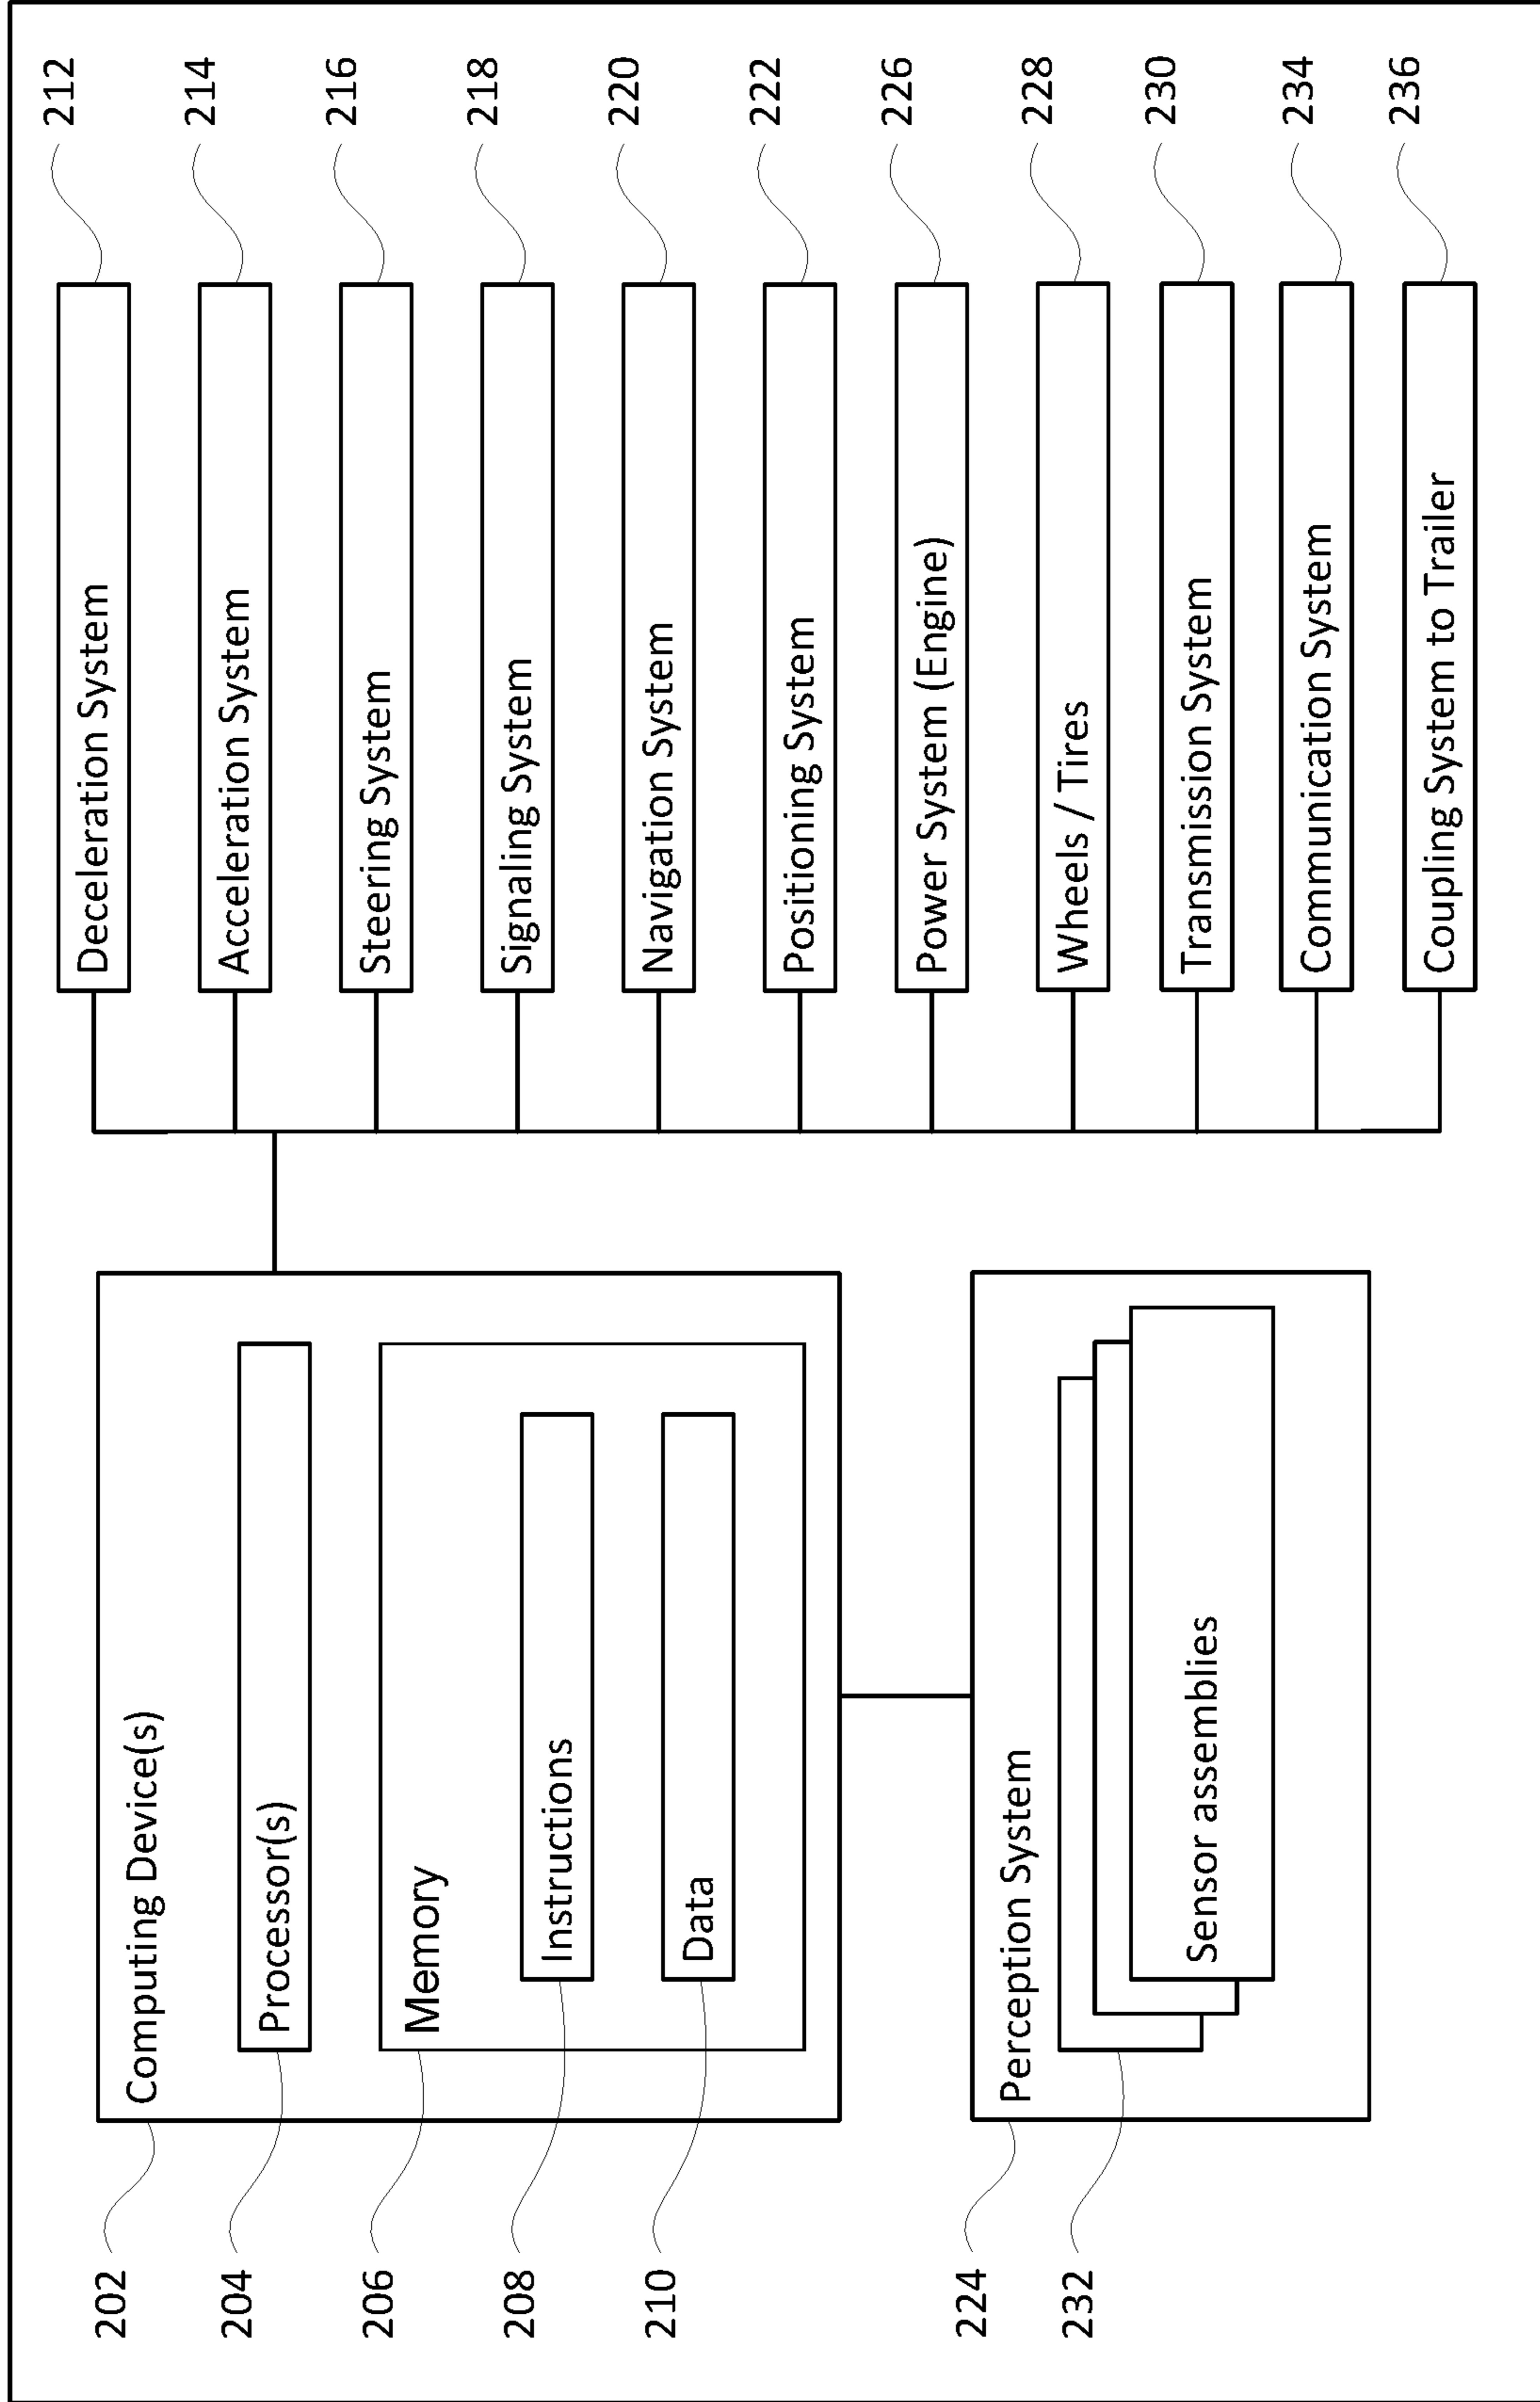 202
Computing Device(s)
204
Processor(s)
206
Memory
208
Instructions
210
Data
224
Perception System
232
Sensor assemblies
Deceleration System
212
Acceleration System
214
Steering System
216
Signaling System
218
Navigation System
220
Positioning System
222
Power System (Engine)
226
Wheels / Tires
228
Transmission System
230
Communication System
234
Coupling System to Trailer
236